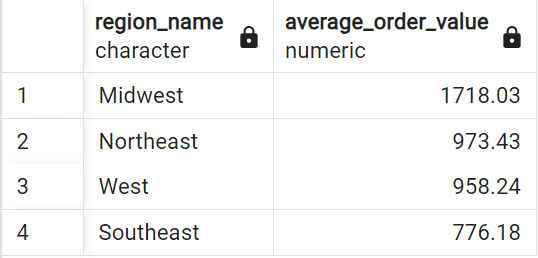 region_name average_order_value
character numeric
1 Midwest 1718.03
2 Northeast 973.43
3 West 958.24
4 Southeast 776.18